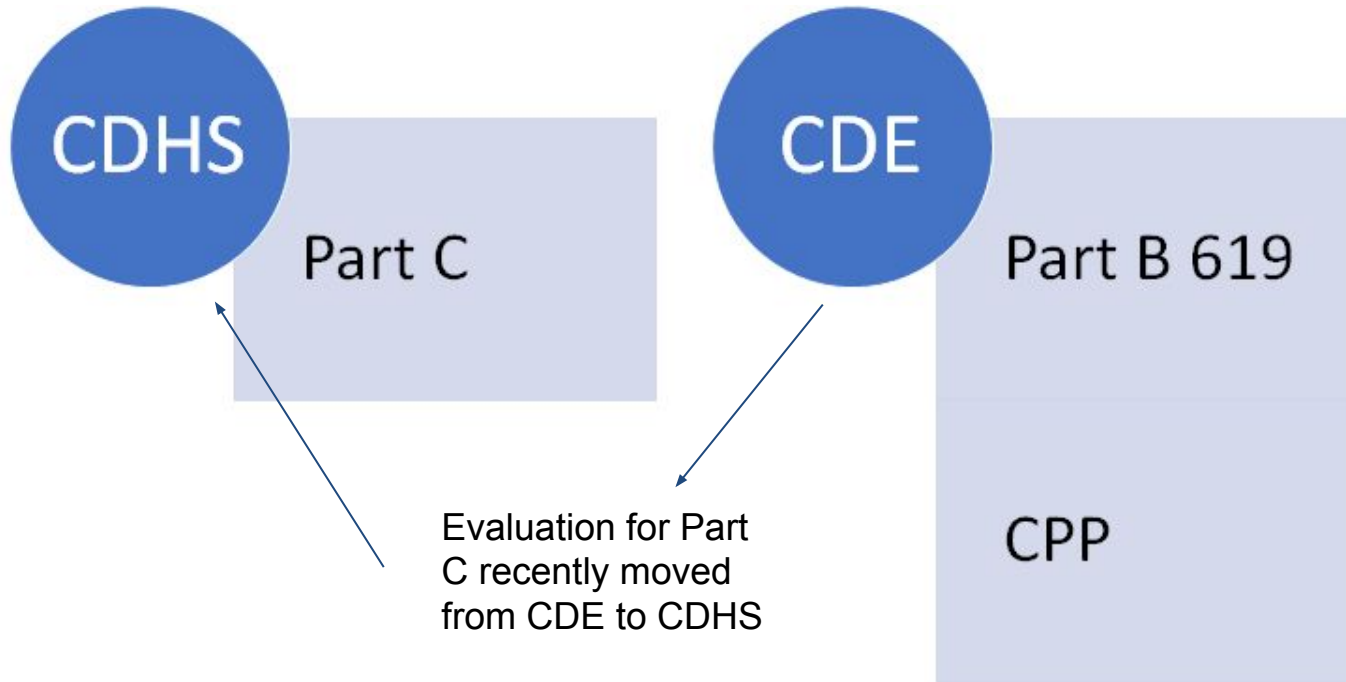 CDHS
Part C
CDE
Part B 619
CPP
Evaluation for Part
C recently moved
from CDE to CDHS